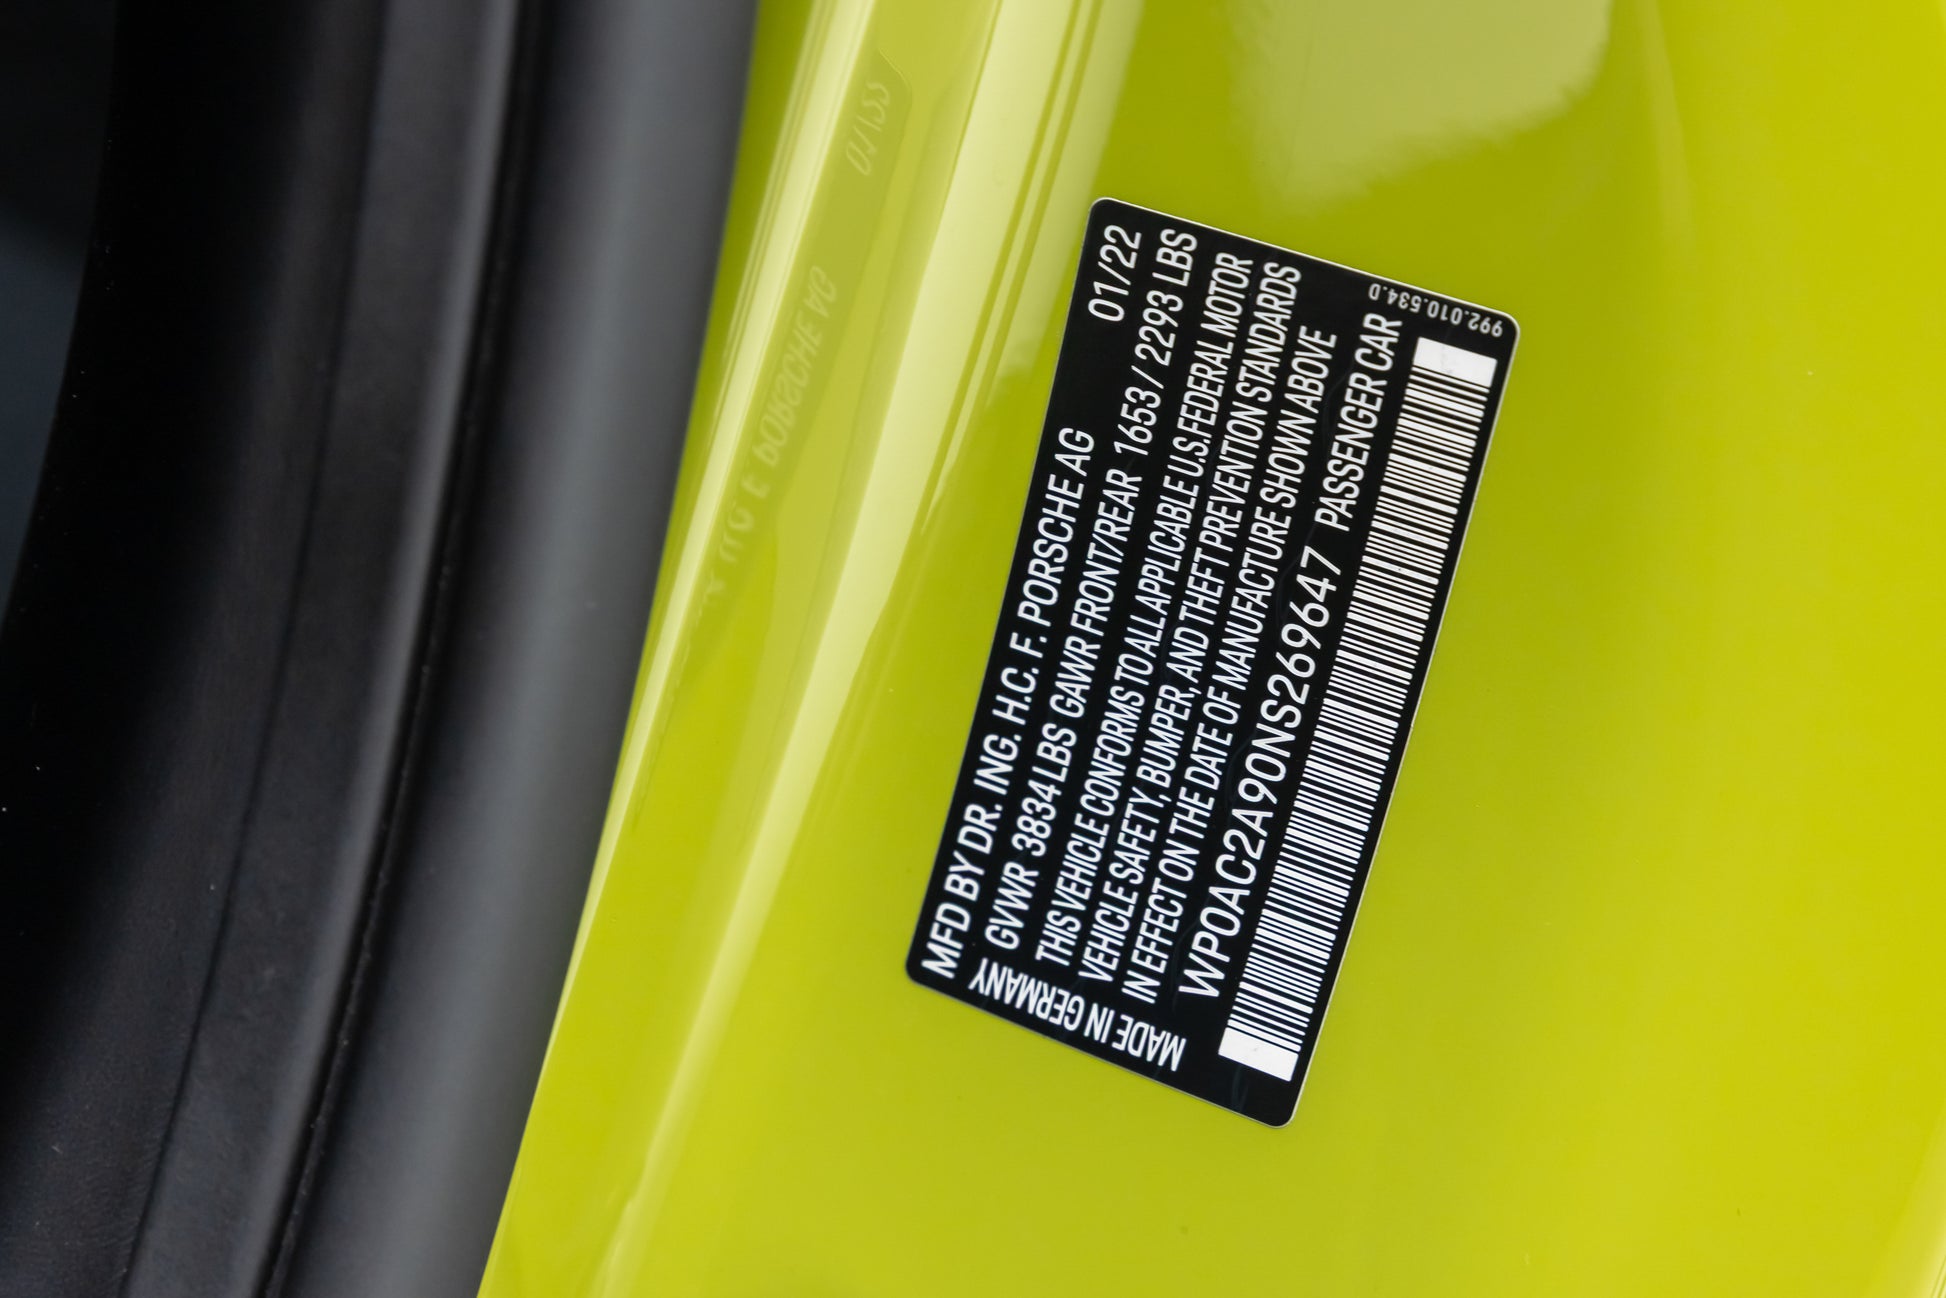 MFD BY DR. ING. H.C. F. PORSCHE AG 01/22
GVWR 3834 LBS GAWR FRONT/REAR 1653 / 2293 LBS
THIS VEHICLE CONFORMS TO ALL APPLICABLE U.S. FEDERAL MOTOR
VEHICLE SAFETY, BUMPER, AND THEFT PREVENTION STANDARDS
IN EFFECT ON THE DATE OF MANUFACTURE SHOWN ABOVE
WP0AC2A90NS269647 PASSENGER CAR
MADE IN GERMANY
992.010.534.D